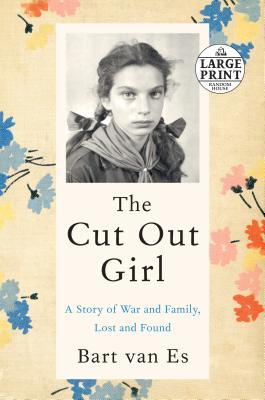 LARGE
PRINT
RANDOM HOUSE
The
Cut Out
Girl
A Story of War and Family,
Lost and Found
Bart van Es